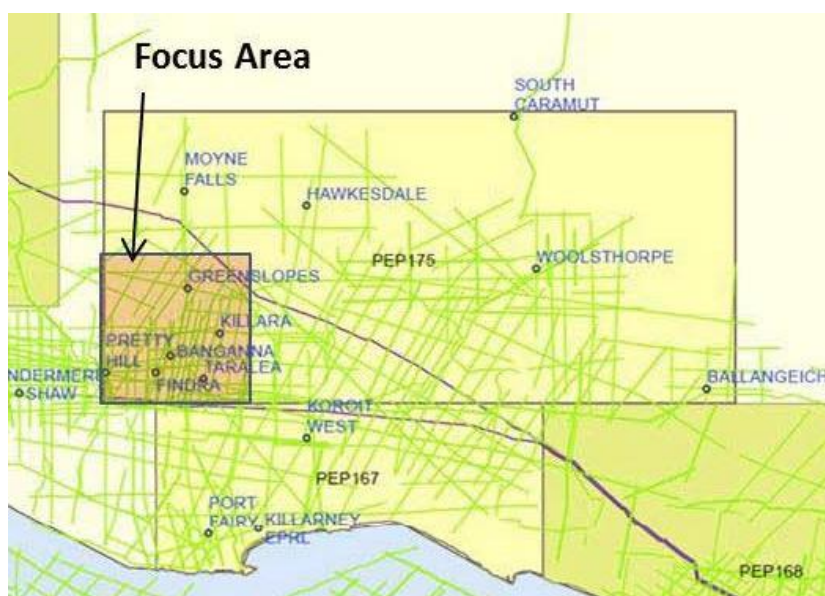 Focus Area
SOUTH
CARAMUT
MOYNE
FALLS
HAWKESDALE
PEP175
WOOLSTHORPE
GREENSLOPES
KILLARA
PRETTY
HILL
BANGANNA
TARALEA
FINDRA
NDERMERE
SHAW
BALLANGEICH
KOROIT
WEST
PEP167
PORT
FAIRY
KILLARNEY
EPRL
PEP168